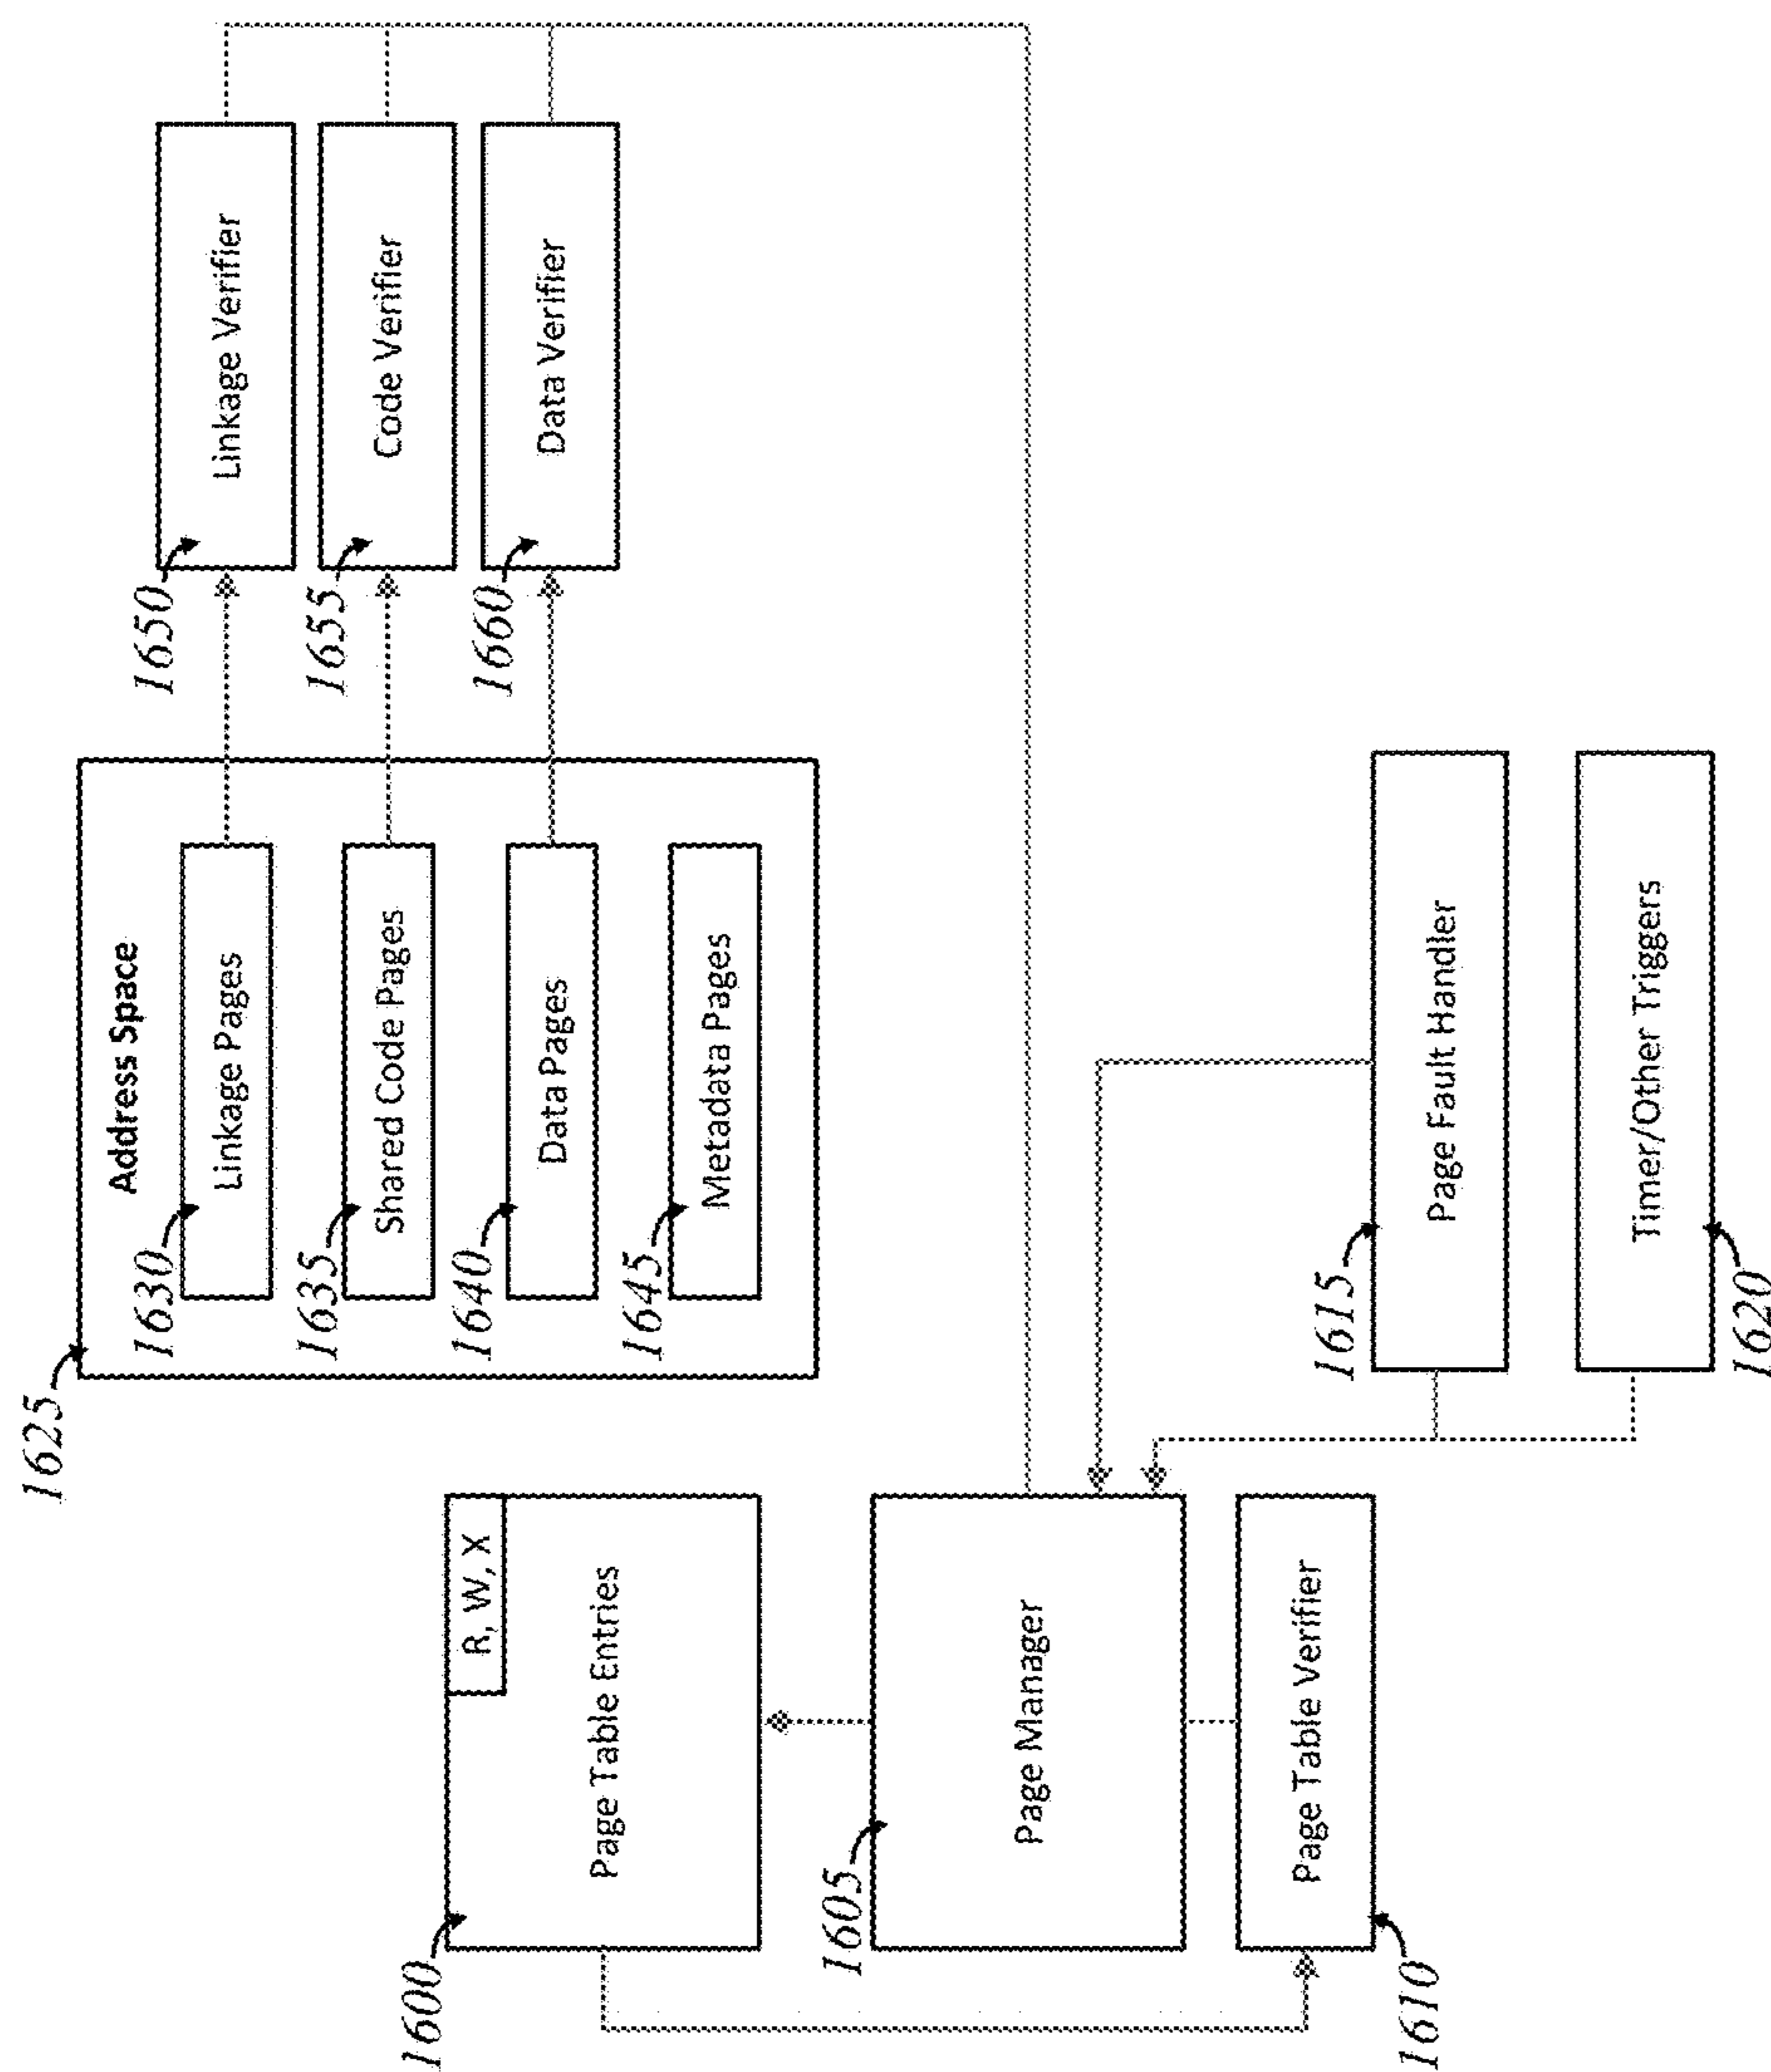 1625
Address Space
1630
Linkage Pages
1635
Shared Code Pages
1640
Data Pages
1645
Metadata Pages
1650
Linkage Verifier
1655
Code Verifier
1660
Data Verifier
1600
R, W, X
Page Table Entries
1605
Page Manager
1610
Page Table Verifier
1615
Page Fault Handler
1620
Timer/Other Triggers